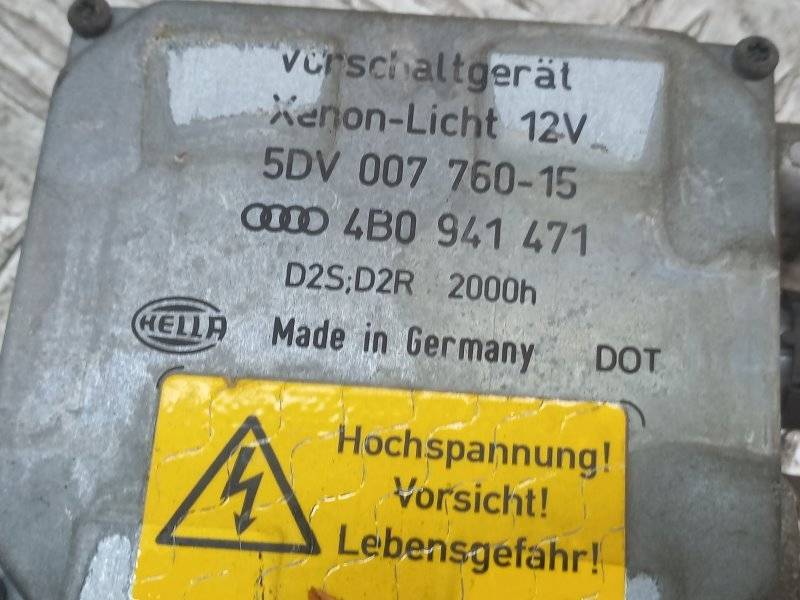 Vorschaltgerät
Xenon-Licht 12V
5DV 007 760-15
4B0 941 471
D2S;D2R 2000h
HELLA Made in Germany DOT
Hochspannung!
Vorsicht!
Lebensgefahr!